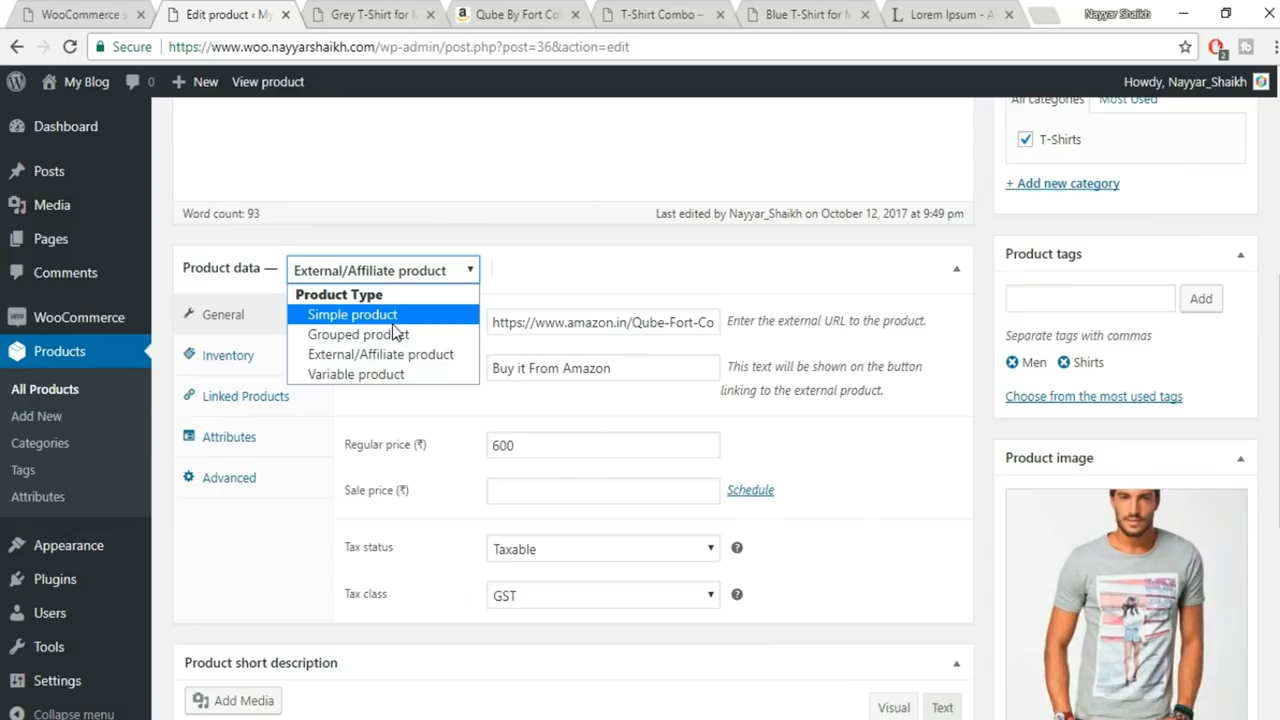 WooCommerce s
Edit product ‹ My
Grey T-Shirt for
Qube By Fort Col
T-Shirt Combo –
Blue T-Shirt for M
Lorem Ipsum - A
Nayyar Shaikh
Secure
https://www.woo.nayyarshaikh.com/wp-admin/post.php?post=36&action=edit
2
My Blog
0
New
View product
Howdy, Nayyar_Shaikh
Dashboard
Posts
Media
Pages
Comments
WooCommerce
Products
All Products
Add New
Categories
Tags
Attributes
Appearance
Plugins
Users
Tools
Settings
Collapse menu
Word count: 93
Last edited by Nayyar_Shaikh on October 12, 2017 at 9:49 pm
Product data —
External/Affiliate product
Product Type
Simple product
Grouped product
External/Affiliate product
Variable product
General
Inventory
Linked Products
Attributes
Advanced
https://www.amazon.in/Qube-Fort-Co
Enter the external URL to the product.
Buy it From Amazon
This text will be shown on the button
linking to the external product.
Regular price (₹)
600
Sale price (₹)
Schedule
Tax status
Taxable
Tax class
GST
Product short description
Add Media
Visual
Text
All categories
Most Used
T-Shirts
+ Add new category
Product tags
Add
Separate tags with commas
Men
Shirts
Choose from the most used tags
Product image